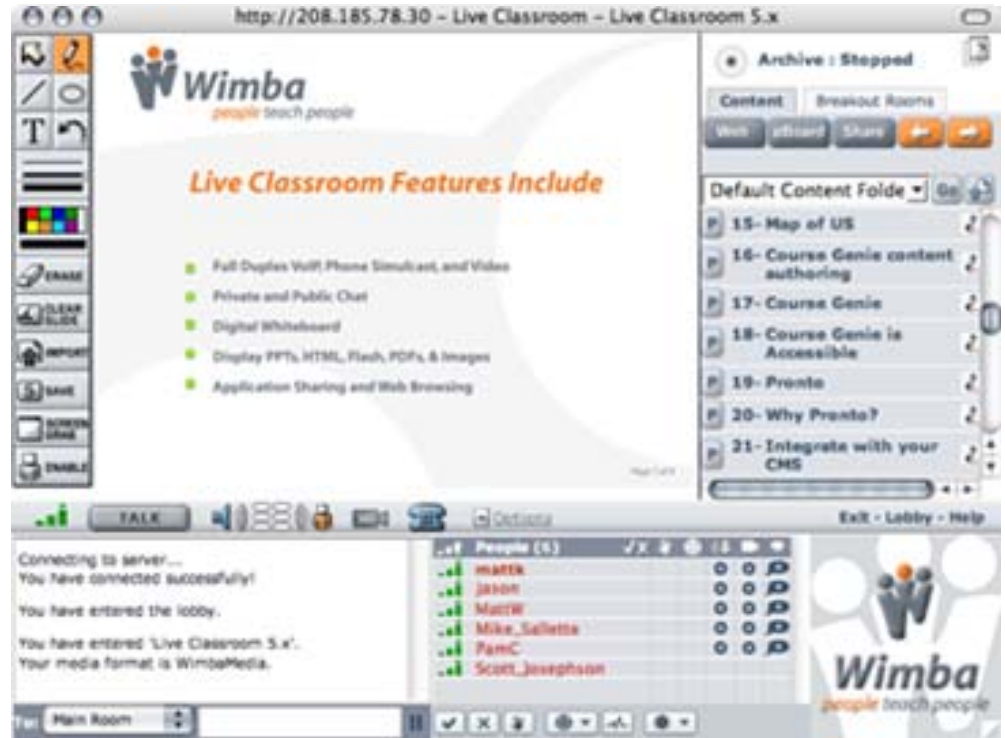 http://208.185.78.30 – Live Classroom – Live Classroom 5.x
Wimba
people teach people
Live Classroom Features Include
Full Duplex VoIP, Phone Simulcast, and Video
Private and Public Chat
Digital Whiteboard
Display PPTs, HTML, Flash, PDFs, & Images
Application Sharing and Web Browsing
T
ERASE
CLEAR SLIDE
IMPORT
SAVE
SCREEN GRAB
ENABLE
Archive : Stopped
Content
Breakout Rooms
Web
eBoard
Share
Default Content Folde
Go
P 15- Map of US
P 16- Course Genie content
authoring
P 17- Course Genie
P 18- Course Genie is
Accessible
P 19- Pronto
P 20- Why Pronto?
P 21- Integrate with your
CMS
TALK
Options
Exit - Lobby - Help
Connecting to server...
You have connected successfully!
You have entered the lobby.
You have entered 'Live Classroom 5.x'.
Your media format is WimbaMedia.
People
mattk
jason
MattW
Mike_Salletta
PamC
Scott_Josephson
Wimba
people teach people
To:
Main Room